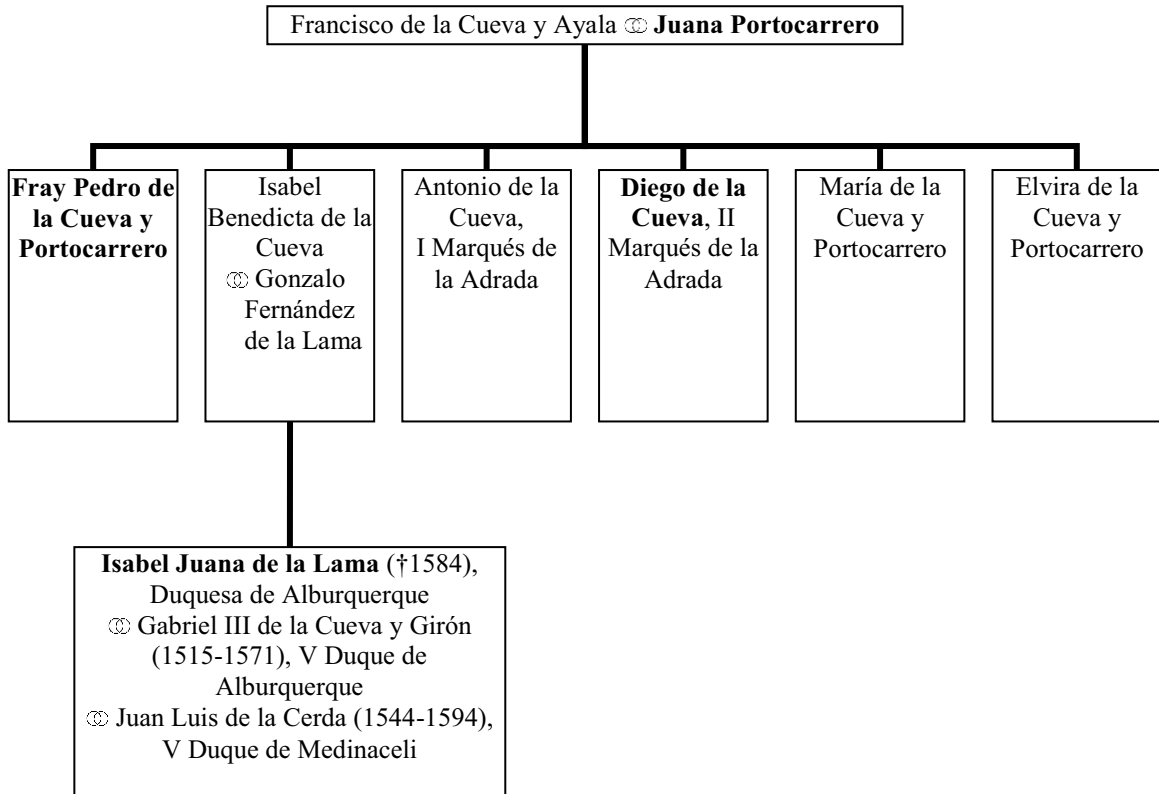 Francisco de la Cueva y Ayala ⚭ Juana Portocarrero
Fray Pedro de
la Cueva y
Portocarrero
Isabel
Benedicta de la
Cueva
⚭ Gonzalo
Fernández
de la Lama
Antonio de la
Cueva,
I Marqués de
la Adrada
Diego de la
Cueva, II
Marqués de la
Adrada
María de la
Cueva y
Portocarrero
Elvira de la
Cueva y
Portocarrero
Isabel Juana de la Lama (†1584),
Duquesa de Alburquerque
⚭ Gabriel III de la Cueva y Girón
(1515-1571), V Duque de
Alburquerque
⚭ Juan Luis de la Cerda (1544-1594),
V Duque de Medinaceli